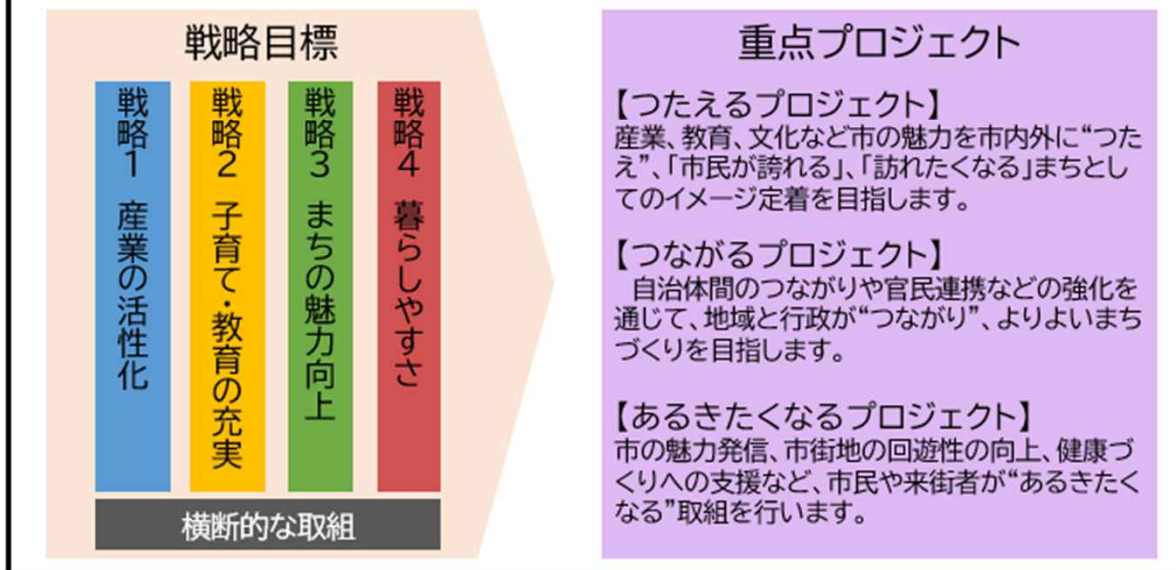 戦略目標
戦略1 産業の活性化
戦略2 子育て・教育の充実
戦略3 まちの魅力向上
戦略4 暮らしやすさ
横断的な取組
重点プロジェクト
【つたえるプロジェクト】
産業、教育、文化など市の魅力を市内外に“つた
え”、「市民が誇れる」、「訪れたくなる」まちとし
てのイメージ定着を目指します。
【つながるプロジェクト】
自治体間のつながりや官民連携などの強化を
通じて、地域と行政が“つながり”、よりよいまち
づくりを目指します。
【あるきたくなるプロジェクト】
市の魅力発信、市街地の回遊性の向上、健康づ
くりへの支援など、市民や来街者が“あるきたく
なる”取組を行います。